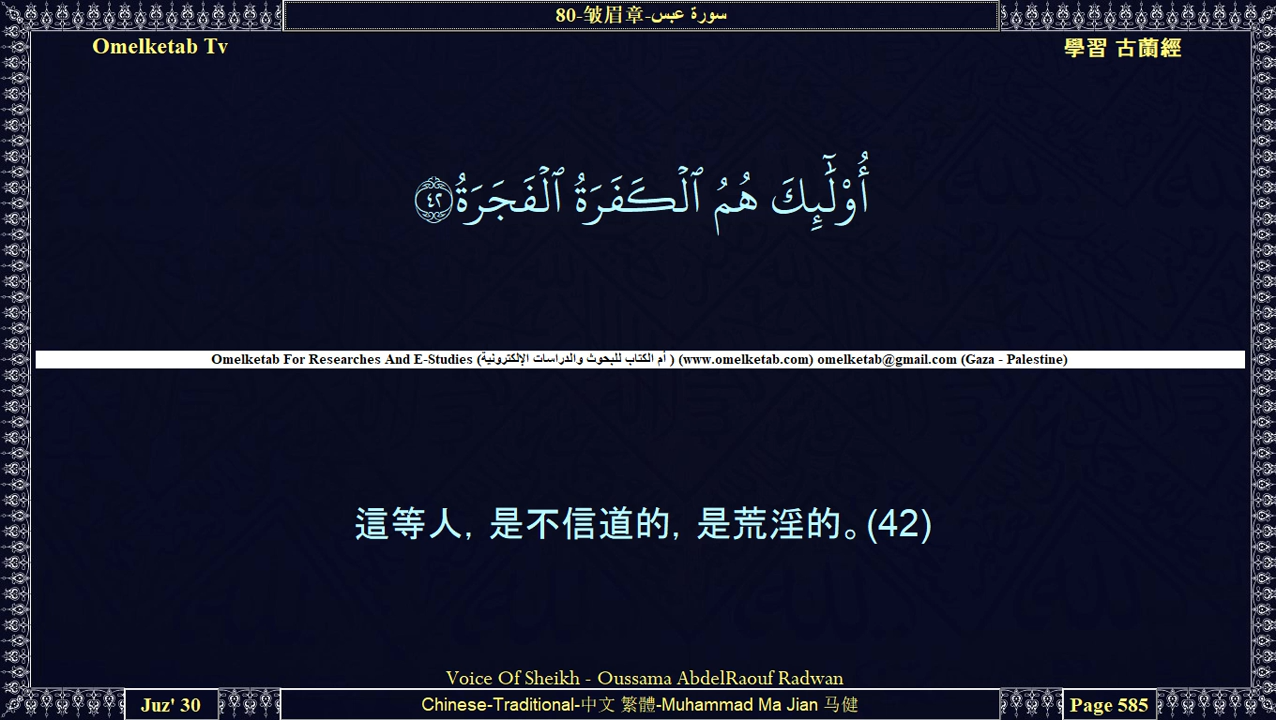 80-皱眉章-سورة عبس
Omelketab Tv
學習 古蘭經
أُو۟لَـٰٓئِكَ هُمُ ٱلْكَفَرَةُ ٱلْفَجَرَةُ ٤٢
Omelketab For Researches And E-Studies (أم الكتاب للبحوث والدراسات الإلكترونية ) (www.omelketab.com) omelketab@gmail.com (Gaza - Palestine)
這等人, 是不信道的, 是荒淫的。(42)
Voice Of Sheikh - Oussama AbdelRaouf Radwan
Juz' 30
Chinese-Traditional-中文 繁體-Muhammad Ma Jian 马健
Page 585